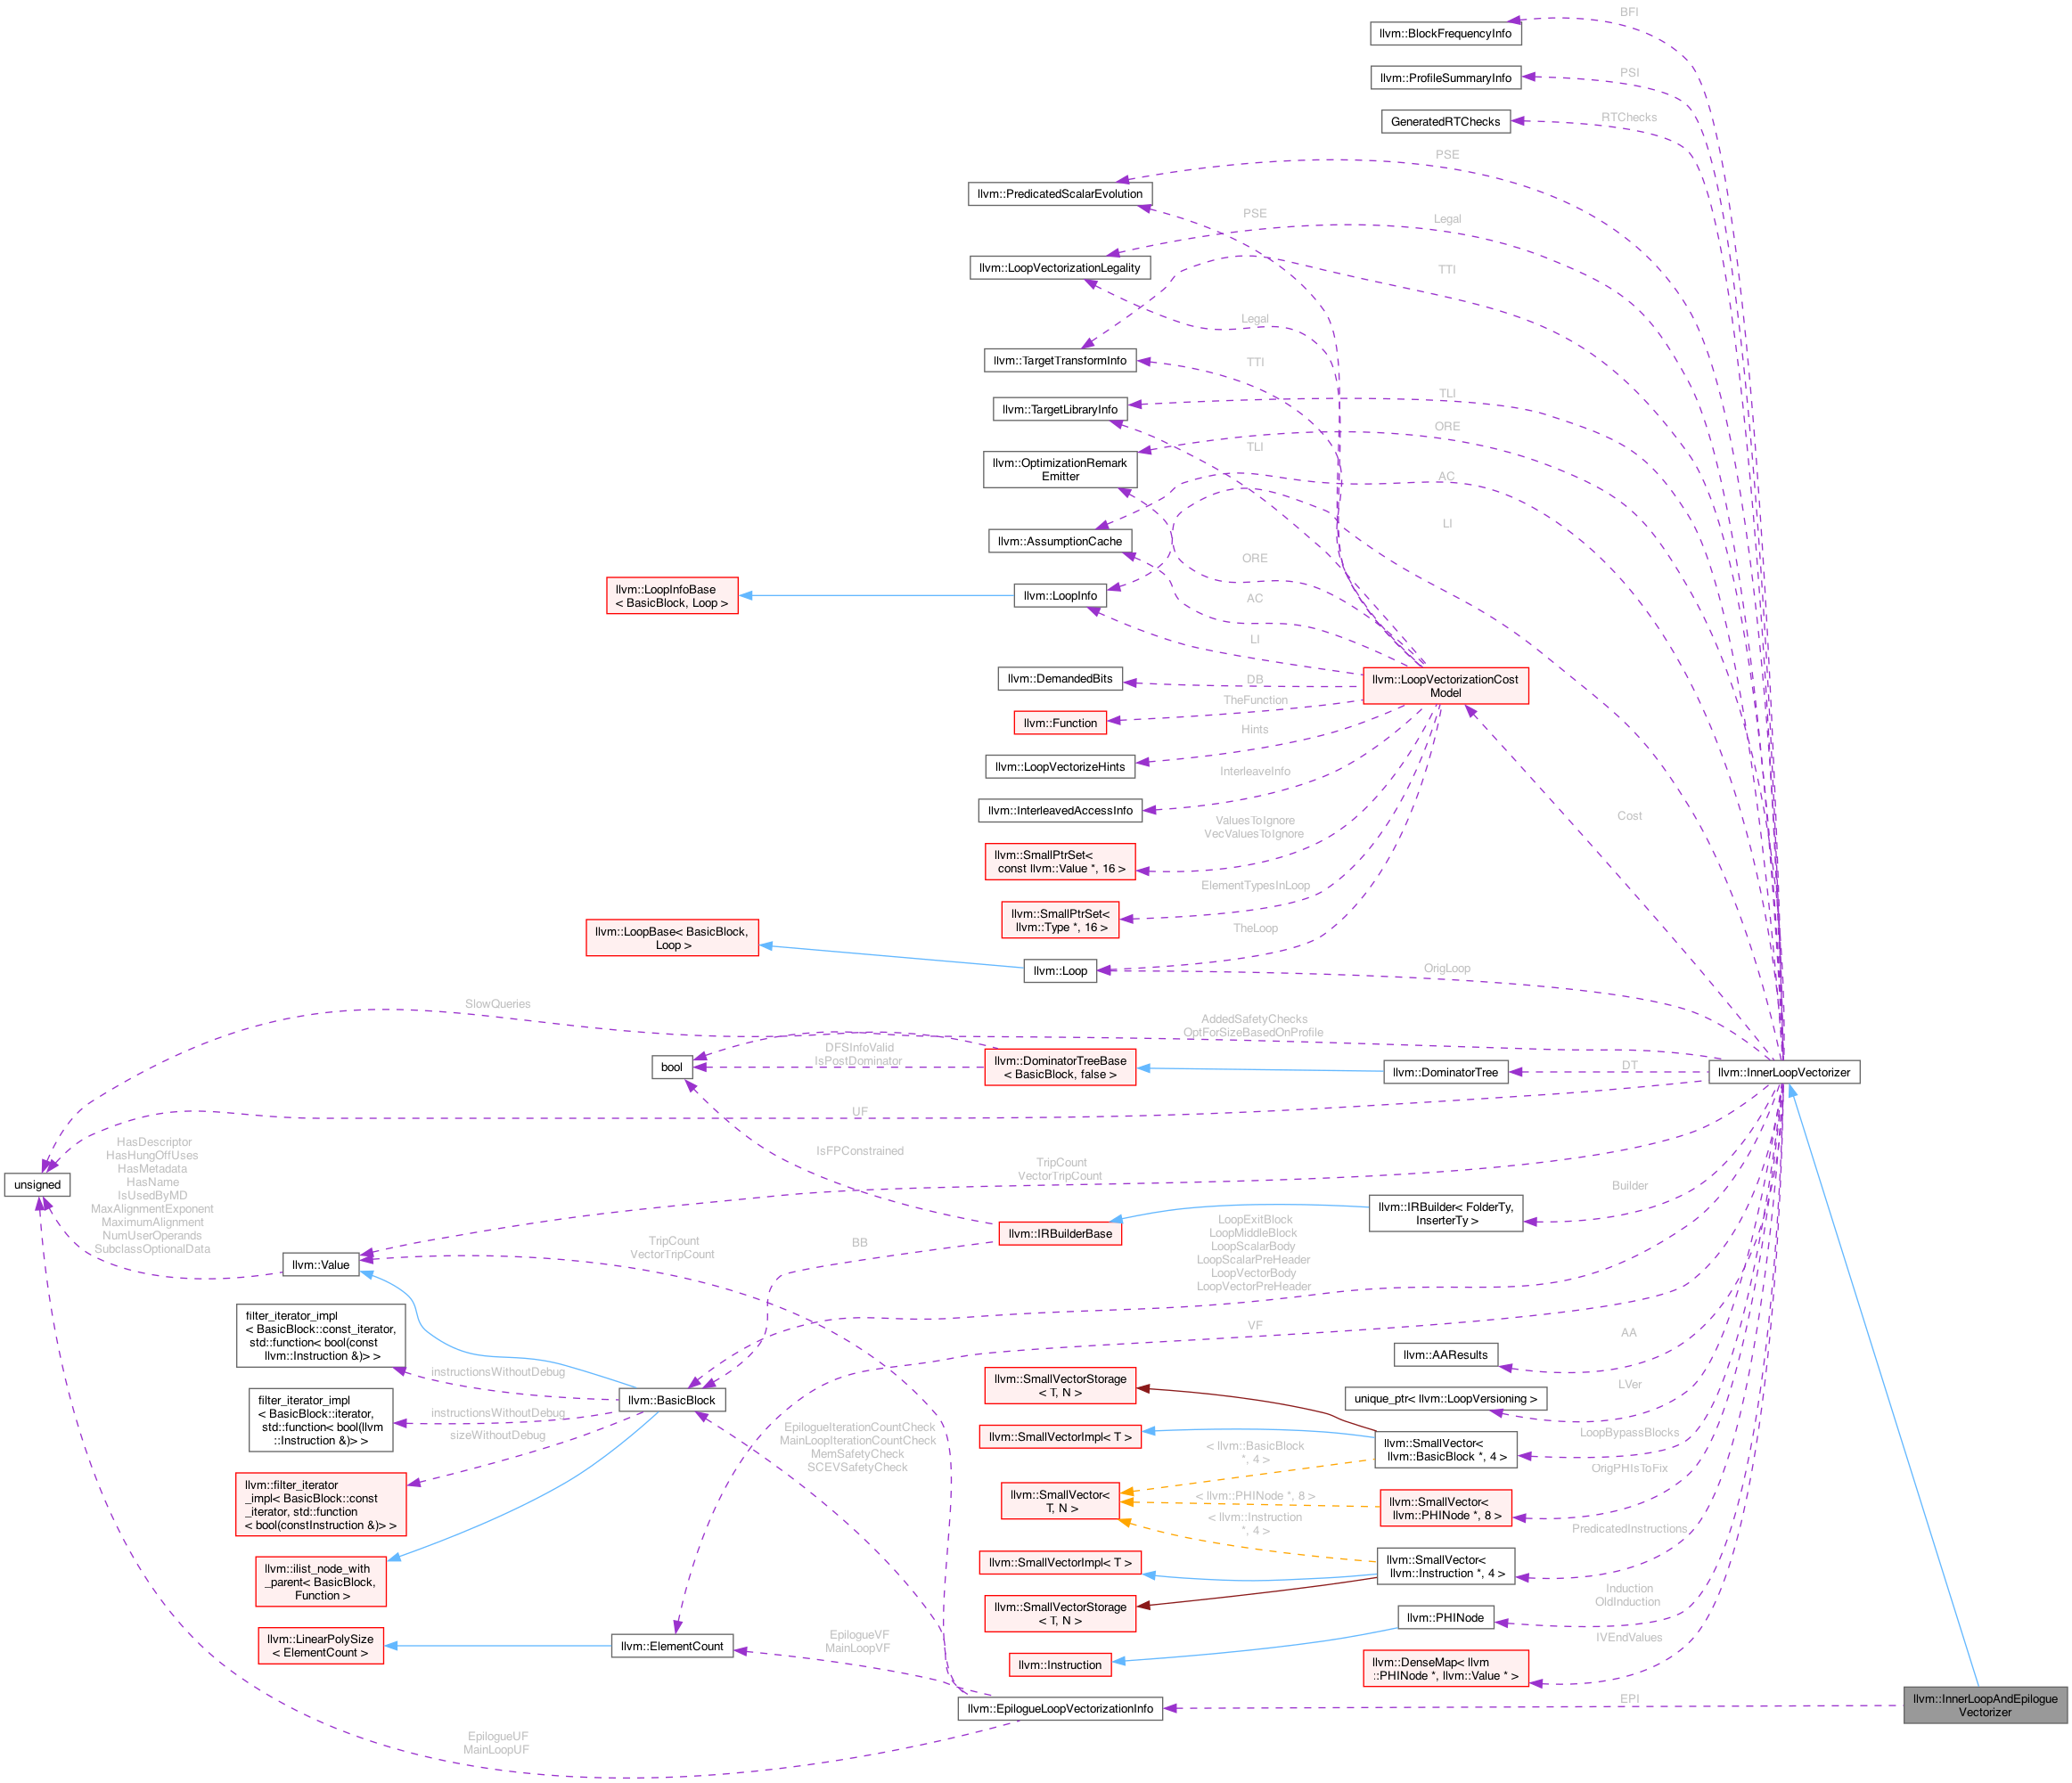 BFI
llvm::BlockFrequencyInfo
PSI
llvm::ProfileSummaryInfo
RTChecks
GeneratedRTChecks
PSE
llvm::PredicatedScalarEvolution
PSE
Legal
llvm::LoopVectorizationLegality
TTI
Legal
llvm::TargetTransformInfo
TTI
TLI
llvm::TargetLibraryInfo
ORE
TLI
llvm::OptimizationRemark
Emitter
AC
LI
llvm::AssumptionCache
ORE
llvm::LoopInfoBase
< BasicBlock, Loop >
llvm::LoopInfo
AC
LI
llvm::DemandedBits
DB
llvm::LoopVectorizationCost
Model
TheFunction
llvm::Function
Hints
llvm::LoopVectorizeHints
InterleaveInfo
llvm::InterleavedAccessInfo
Cost
ValuesToIgnore
VecValuesToIgnore
llvm::SmallPtrSet<
const llvm::Value *, 16 >
ElementTypesInLoop
llvm::SmallPtrSet<
llvm::Type *, 16 >
TheLoop
llvm::LoopBase< BasicBlock,
Loop >
llvm::Loop
OrigLoop
SlowQueries
AddedSafetyChecks
OptForSizeBasedOnProfile
DFSInfoValid
IsPostDominator
bool
llvm::DominatorTreeBase
< BasicBlock, false >
llvm::DominatorTree
DT
llvm::InnerLoopVectorizer
UF
HasDescriptor
HasHungOffUses
HasMetadata
HasName
IsUsedByMD
MaxAlignmentExponent
MaximumAlignment
NumUserOperands
SubclassOptionalData
unsigned
IsFPConstrained
TripCount
VectorTripCount
Builder
llvm::IRBuilder< FolderTy,
InserterTy >
llvm::IRBuilderBase
LoopExitBlock
LoopMiddleBlock
LoopScalarBody
LoopScalarPreHeader
LoopVectorBody
LoopVectorPreHeader
BB
TripCount
VectorTripCount
llvm::Value
VF
filter_iterator_impl
< BasicBlock::const_iterator,
std::function< bool(const
llvm::Instruction &)> >
AA
llvm::AAResults
instructionsWithoutDebug
llvm::BasicBlock
llvm::SmallVectorStorage
< T, N >
LVer
unique_ptr< llvm::LoopVersioning >
filter_iterator_impl
< BasicBlock::iterator,
std::function< bool(llvm
::Instruction &)> >
instructionsWithoutDebug
sizeWithoutDebug
EpilogueIterationCountCheck
MainLoopIterationCountCheck
MemSafetyCheck
SCEVSafetyCheck
llvm::SmallVectorImpl< T >
< llvm::BasicBlock
*, 4 >
llvm::SmallVector<
llvm::BasicBlock *, 4 >
LoopBypassBlocks
OrigPHIsToFix
llvm::filter_iterator
_impl< BasicBlock::const
_iterator, std::function
< bool(constInstruction &)> >
llvm::SmallVector<
T, N >
< llvm::PHINode *, 8 >
llvm::SmallVector<
llvm::PHINode *, 8 >
< llvm::Instruction
*, 4 >
PredicatedInstructions
llvm::SmallVectorImpl< T >
llvm::SmallVector<
llvm::Instruction *, 4 >
llvm::ilist_node_with
_parent< BasicBlock,
Function >
llvm::SmallVectorStorage
< T, N >
Induction
OldInduction
llvm::PHINode
llvm::LinearPolySize
< ElementCount >
llvm::ElementCount
EpilogueVF
MainLoopVF
IVEndValues
llvm::Instruction
llvm::DenseMap< llvm
::PHINode *, llvm::Value * >
llvm::EpilogueLoopVectorizationInfo
EPI
llvm::InnerLoopAndEpilogue
Vectorizer
EpilogueUF
MainLoopUF